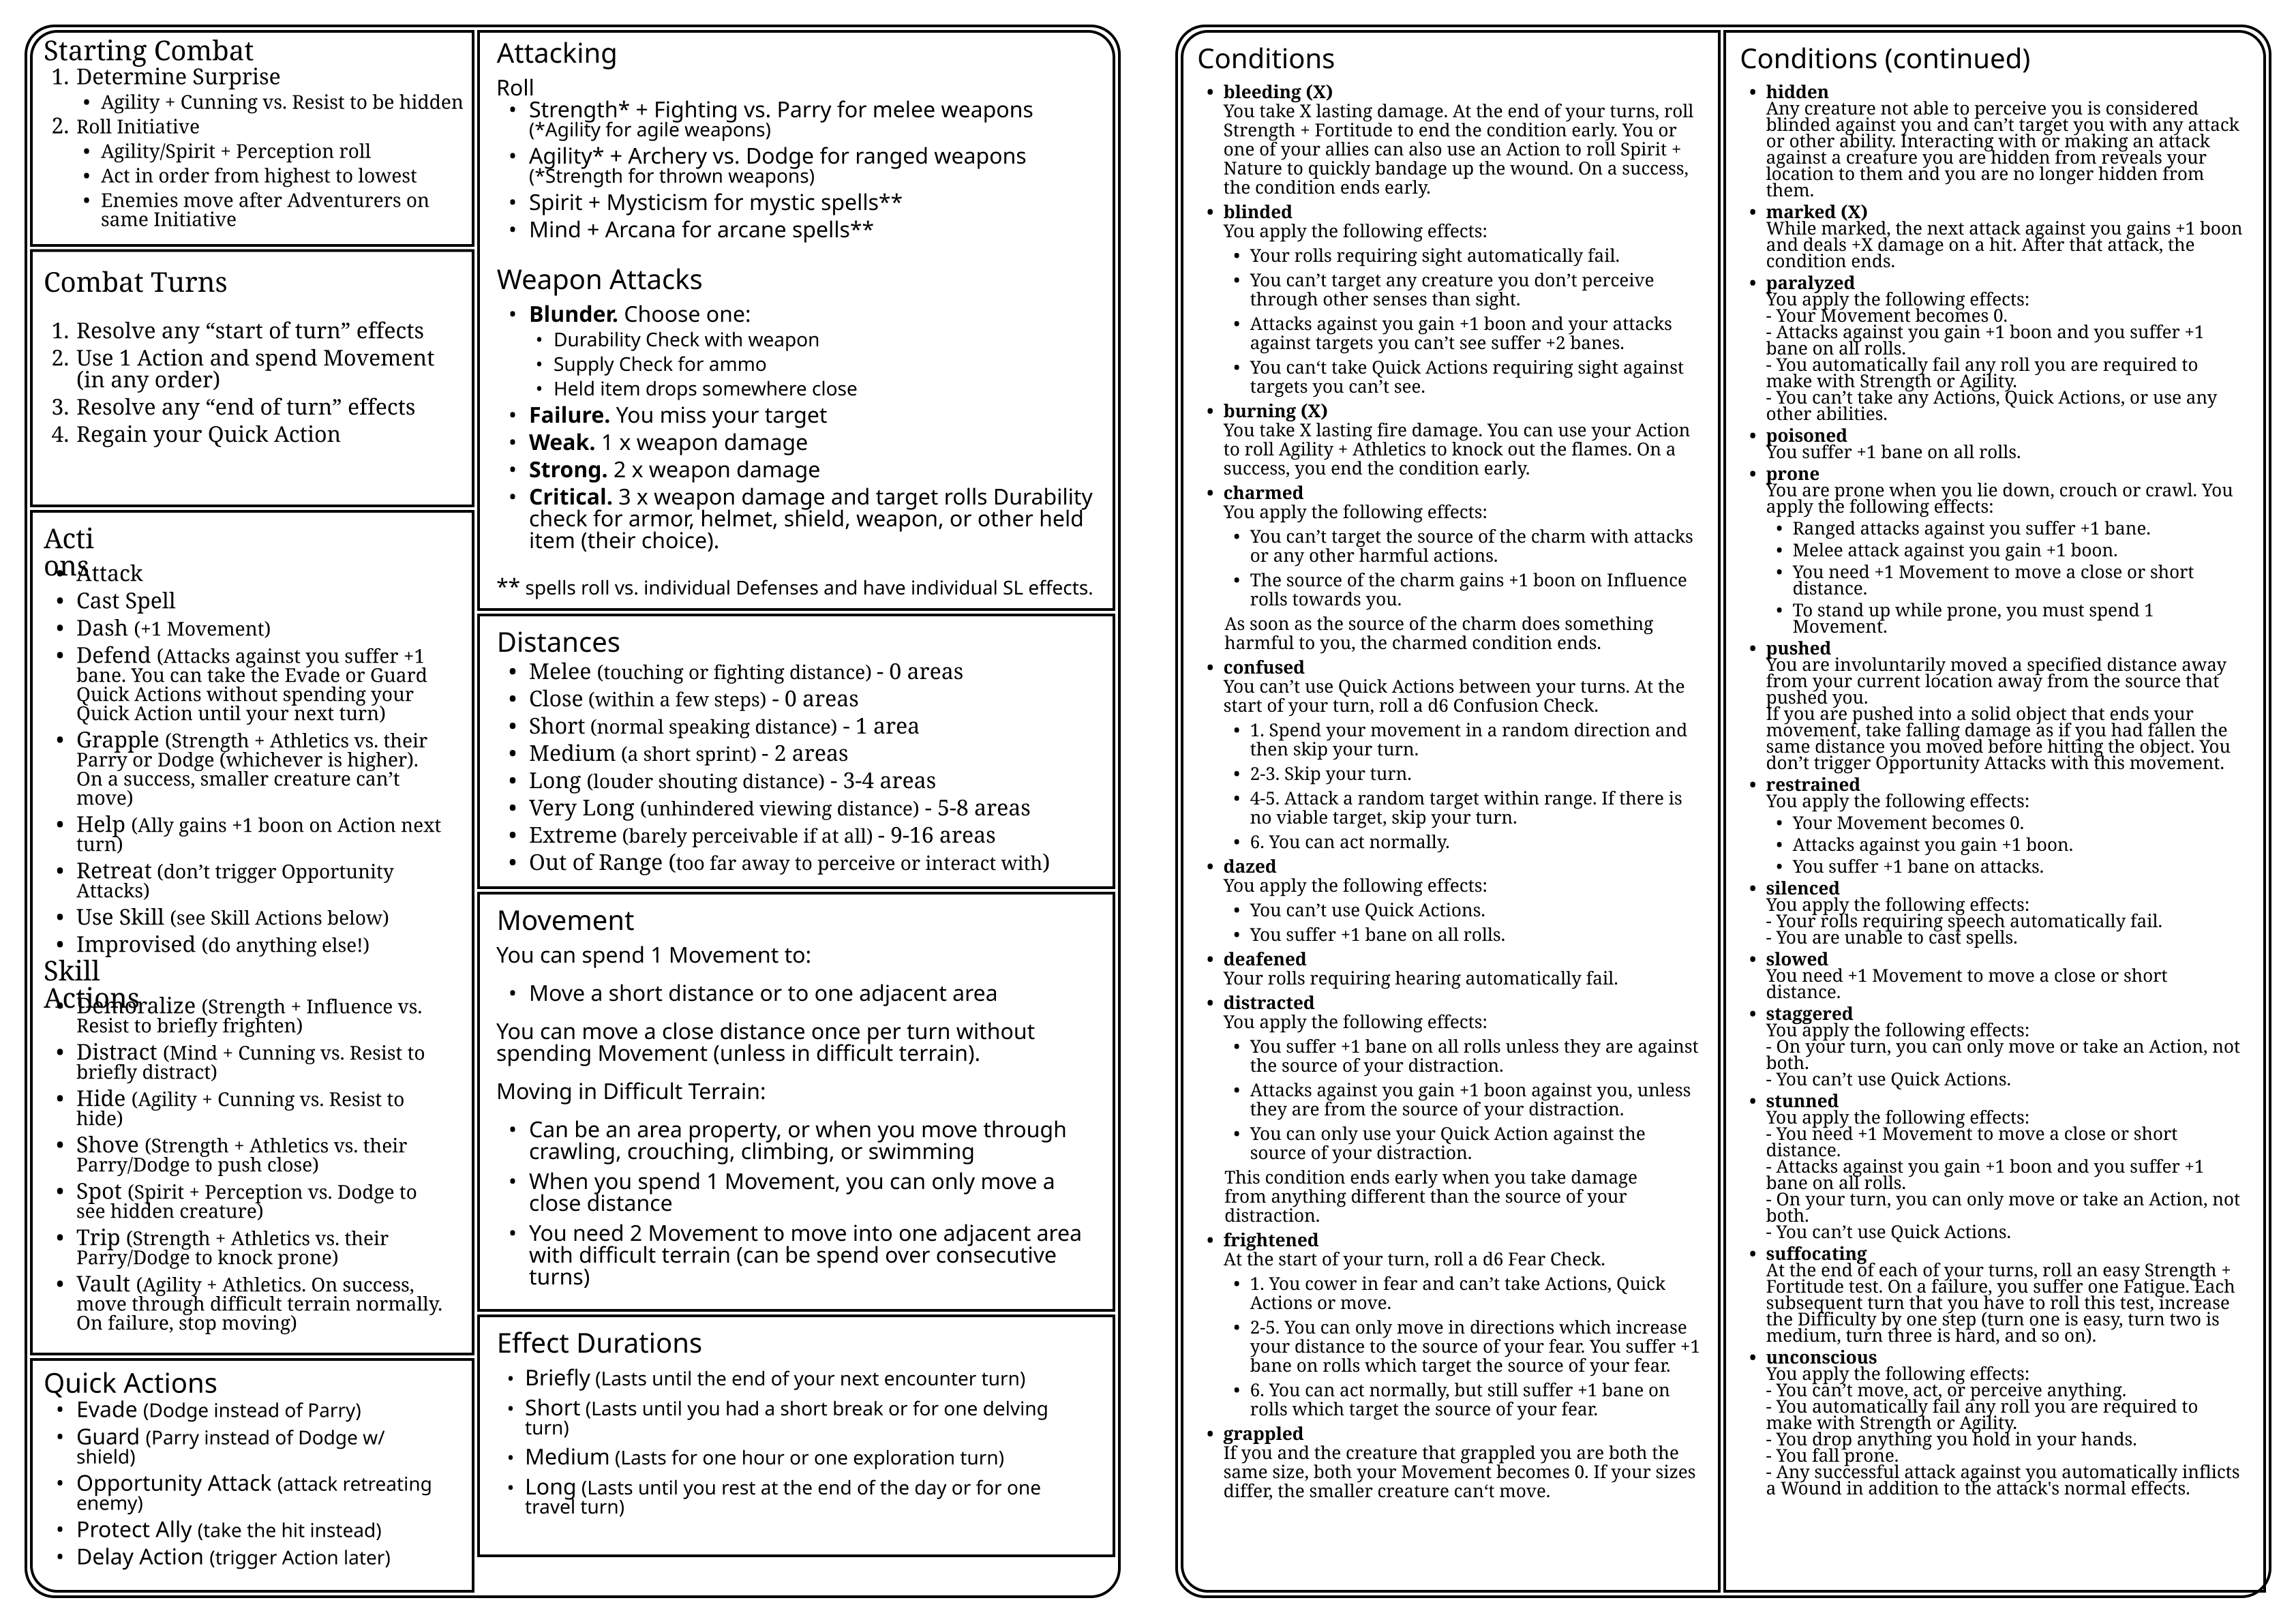 Starting Combat
1. Determine Surprise
• Agility + Cunning vs. Resist to be hidden
2. Roll Initiative
• Agility/Spirit + Perception roll
• Act in order from highest to lowest
• Enemies move after Adventurers on
same Initiative
Combat Turns
1. Resolve any “start of turn” effects
2. Use 1 Action and spend Movement
(in any order)
3. Resolve any “end of turn” effects
4. Regain your Quick Action
Acti
ons
• Attack
• Cast Spell
• Dash (+1 Movement)
• Defend (Attacks against you suffer +1
bane. You can take the Evade or Guard
Quick Actions without spending your
Quick Action until your next turn)
• Grapple (Strength + Athletics vs. their
Parry or Dodge (whichever is higher).
On a success, smaller creature can’t
move)
• Help (Ally gains +1 boon on Action next
turn)
• Retreat (don’t trigger Opportunity
Attacks)
• Use Skill (see Skill Actions below)
• Improvised (do anything else!)
Skill
Actions
• Demoralize (Strength + Influence vs.
Resist to briefly frighten)
• Distract (Mind + Cunning vs. Resist to
briefly distract)
• Hide (Agility + Cunning vs. Resist to
hide)
• Shove (Strength + Athletics vs. their
Parry/Dodge to push close)
• Spot (Spirit + Perception vs. Dodge to
see hidden creature)
• Trip (Strength + Athletics vs. their
Parry/Dodge to knock prone)
• Vault (Agility + Athletics. On success,
move through difficult terrain normally.
On failure, stop moving)
Quick Actions
• Evade (Dodge instead of Parry)
• Guard (Parry instead of Dodge w/
shield)
• Opportunity Attack (attack retreating
enemy)
• Protect Ally (take the hit instead)
• Delay Action (trigger Action later)
Attacking
Roll
• Strength* + Fighting vs. Parry for melee weapons
(*Agility for agile weapons)
• Agility* + Archery vs. Dodge for ranged weapons
(*Strength for thrown weapons)
• Spirit + Mysticism for mystic spells**
• Mind + Arcana for arcane spells**
Weapon Attacks
• Blunder. Choose one:
• Durability Check with weapon
• Supply Check for ammo
• Held item drops somewhere close
• Failure. You miss your target
• Weak. 1 x weapon damage
• Strong. 2 x weapon damage
• Critical. 3 x weapon damage and target rolls Durability
check for armor, helmet, shield, weapon, or other held
item (their choice).
** spells roll vs. individual Defenses and have individual SL effects.
Distances
• Melee (touching or fighting distance) - 0 areas
• Close (within a few steps) - 0 areas
• Short (normal speaking distance) - 1 area
• Medium (a short sprint) - 2 areas
• Long (louder shouting distance) - 3-4 areas
• Very Long (unhindered viewing distance) - 5-8 areas
• Extreme (barely perceivable if at all) - 9-16 areas
• Out of Range (too far away to perceive or interact with)
Movement
You can spend 1 Movement to:
• Move a short distance or to one adjacent area
You can move a close distance once per turn without
spending Movement (unless in difficult terrain).
Moving in Difficult Terrain:
• Can be an area property, or when you move through
crawling, crouching, climbing, or swimming
• When you spend 1 Movement, you can only move a
close distance
• You need 2 Movement to move into one adjacent area
with difficult terrain (can be spend over consecutive
turns)
Effect Durations
• Briefly (Lasts until the end of your next encounter turn)
• Short (Lasts until you had a short break or for one delving
turn)
• Medium (Lasts for one hour or one exploration turn)
• Long (Lasts until you rest at the end of the day or for one
travel turn)
Conditions
• bleeding (X)
You take X lasting damage. At the end of your turns, roll
Strength + Fortitude to end the condition early. You or
one of your allies can also use an Action to roll Spirit +
Nature to quickly bandage up the wound. On a success,
the condition ends early.
• blinded
You apply the following effects:
• Your rolls requiring sight automatically fail.
• You can’t target any creature you don’t perceive
through other senses than sight.
• Attacks against you gain +1 boon and your attacks
against targets you can’t see suffer +2 banes.
• You can‘t take Quick Actions requiring sight against
targets you can’t see.
• burning (X)
You take X lasting fire damage. You can use your Action
to roll Agility + Athletics to knock out the flames. On a
success, you end the condition early.
• charmed
You apply the following effects:
• You can’t target the source of the charm with attacks
or any other harmful actions.
• The source of the charm gains +1 boon on Influence
rolls towards you.
As soon as the source of the charm does something
harmful to you, the charmed condition ends.
• confused
You can’t use Quick Actions between your turns. At the
start of your turn, roll a d6 Confusion Check.
• 1. Spend your movement in a random direction and
then skip your turn.
• 2-3. Skip your turn.
• 4-5. Attack a random target within range. If there is
no viable target, skip your turn.
• 6. You can act normally.
• dazed
You apply the following effects:
• You can’t use Quick Actions.
• You suffer +1 bane on all rolls.
• deafened
Your rolls requiring hearing automatically fail.
• distracted
You apply the following effects:
• You suffer +1 bane on all rolls unless they are against
the source of your distraction.
• Attacks against you gain +1 boon against you, unless
they are from the source of your distraction.
• You can only use your Quick Action against the
source of your distraction.
This condition ends early when you take damage
from anything different than the source of your
distraction.
• frightened
At the start of your turn, roll a d6 Fear Check.
• 1. You cower in fear and can’t take Actions, Quick
Actions or move.
• 2-5. You can only move in directions which increase
your distance to the source of your fear. You suffer +1
bane on rolls which target the source of your fear.
• 6. You can act normally, but still suffer +1 bane on
rolls which target the source of your fear.
• grappled
If you and the creature that grappled you are both the
same size, both your Movement becomes 0. If your sizes
differ, the smaller creature can‘t move.
Conditions (continued)
• hidden
Any creature not able to perceive you is considered
blinded against you and can’t target you with any attack
or other ability. Interacting with or making an attack
against a creature you are hidden from reveals your
location to them and you are no longer hidden from
them.
• marked (X)
While marked, the next attack against you gains +1 boon
and deals +X damage on a hit. After that attack, the
condition ends.
• paralyzed
You apply the following effects:
- Your Movement becomes 0.
- Attacks against you gain +1 boon and you suffer +1
bane on all rolls.
- You automatically fail any roll you are required to
make with Strength or Agility.
- You can’t take any Actions, Quick Actions, or use any
other abilities.
• poisoned
You suffer +1 bane on all rolls.
• prone
You are prone when you lie down, crouch or crawl. You
apply the following effects:
• Ranged attacks against you suffer +1 bane.
• Melee attack against you gain +1 boon.
• You need +1 Movement to move a close or short
distance.
• To stand up while prone, you must spend 1
Movement.
• pushed
You are involuntarily moved a specified distance away
from your current location away from the source that
pushed you.
If you are pushed into a solid object that ends your
movement, take falling damage as if you had fallen the
same distance you moved before hitting the object. You
don’t trigger Opportunity Attacks with this movement.
• restrained
You apply the following effects:
• Your Movement becomes 0.
• Attacks against you gain +1 boon.
• You suffer +1 bane on attacks.
• silenced
You apply the following effects:
- Your rolls requiring speech automatically fail.
- You are unable to cast spells.
• slowed
You need +1 Movement to move a close or short
distance.
• staggered
You apply the following effects:
- On your turn, you can only move or take an Action, not
both.
- You can’t use Quick Actions.
• stunned
You apply the following effects:
- You need +1 Movement to move a close or short
distance.
- Attacks against you gain +1 boon and you suffer +1
bane on all rolls.
- On your turn, you can only move or take an Action, not
both.
- You can’t use Quick Actions.
• suffocating
At the end of each of your turns, roll an easy Strength +
Fortitude test. On a failure, you suffer one Fatigue. Each
subsequent turn that you have to roll this test, increase
the Difficulty by one step (turn one is easy, turn two is
medium, turn three is hard, and so on).
• unconscious
You apply the following effects:
- You can’t move, act, or perceive anything.
- You automatically fail any roll you are required to
make with Strength or Agility.
- You drop anything you hold in your hands.
- You fall prone.
- Any successful attack against you automatically inflicts
a Wound in addition to the attack's normal effects.